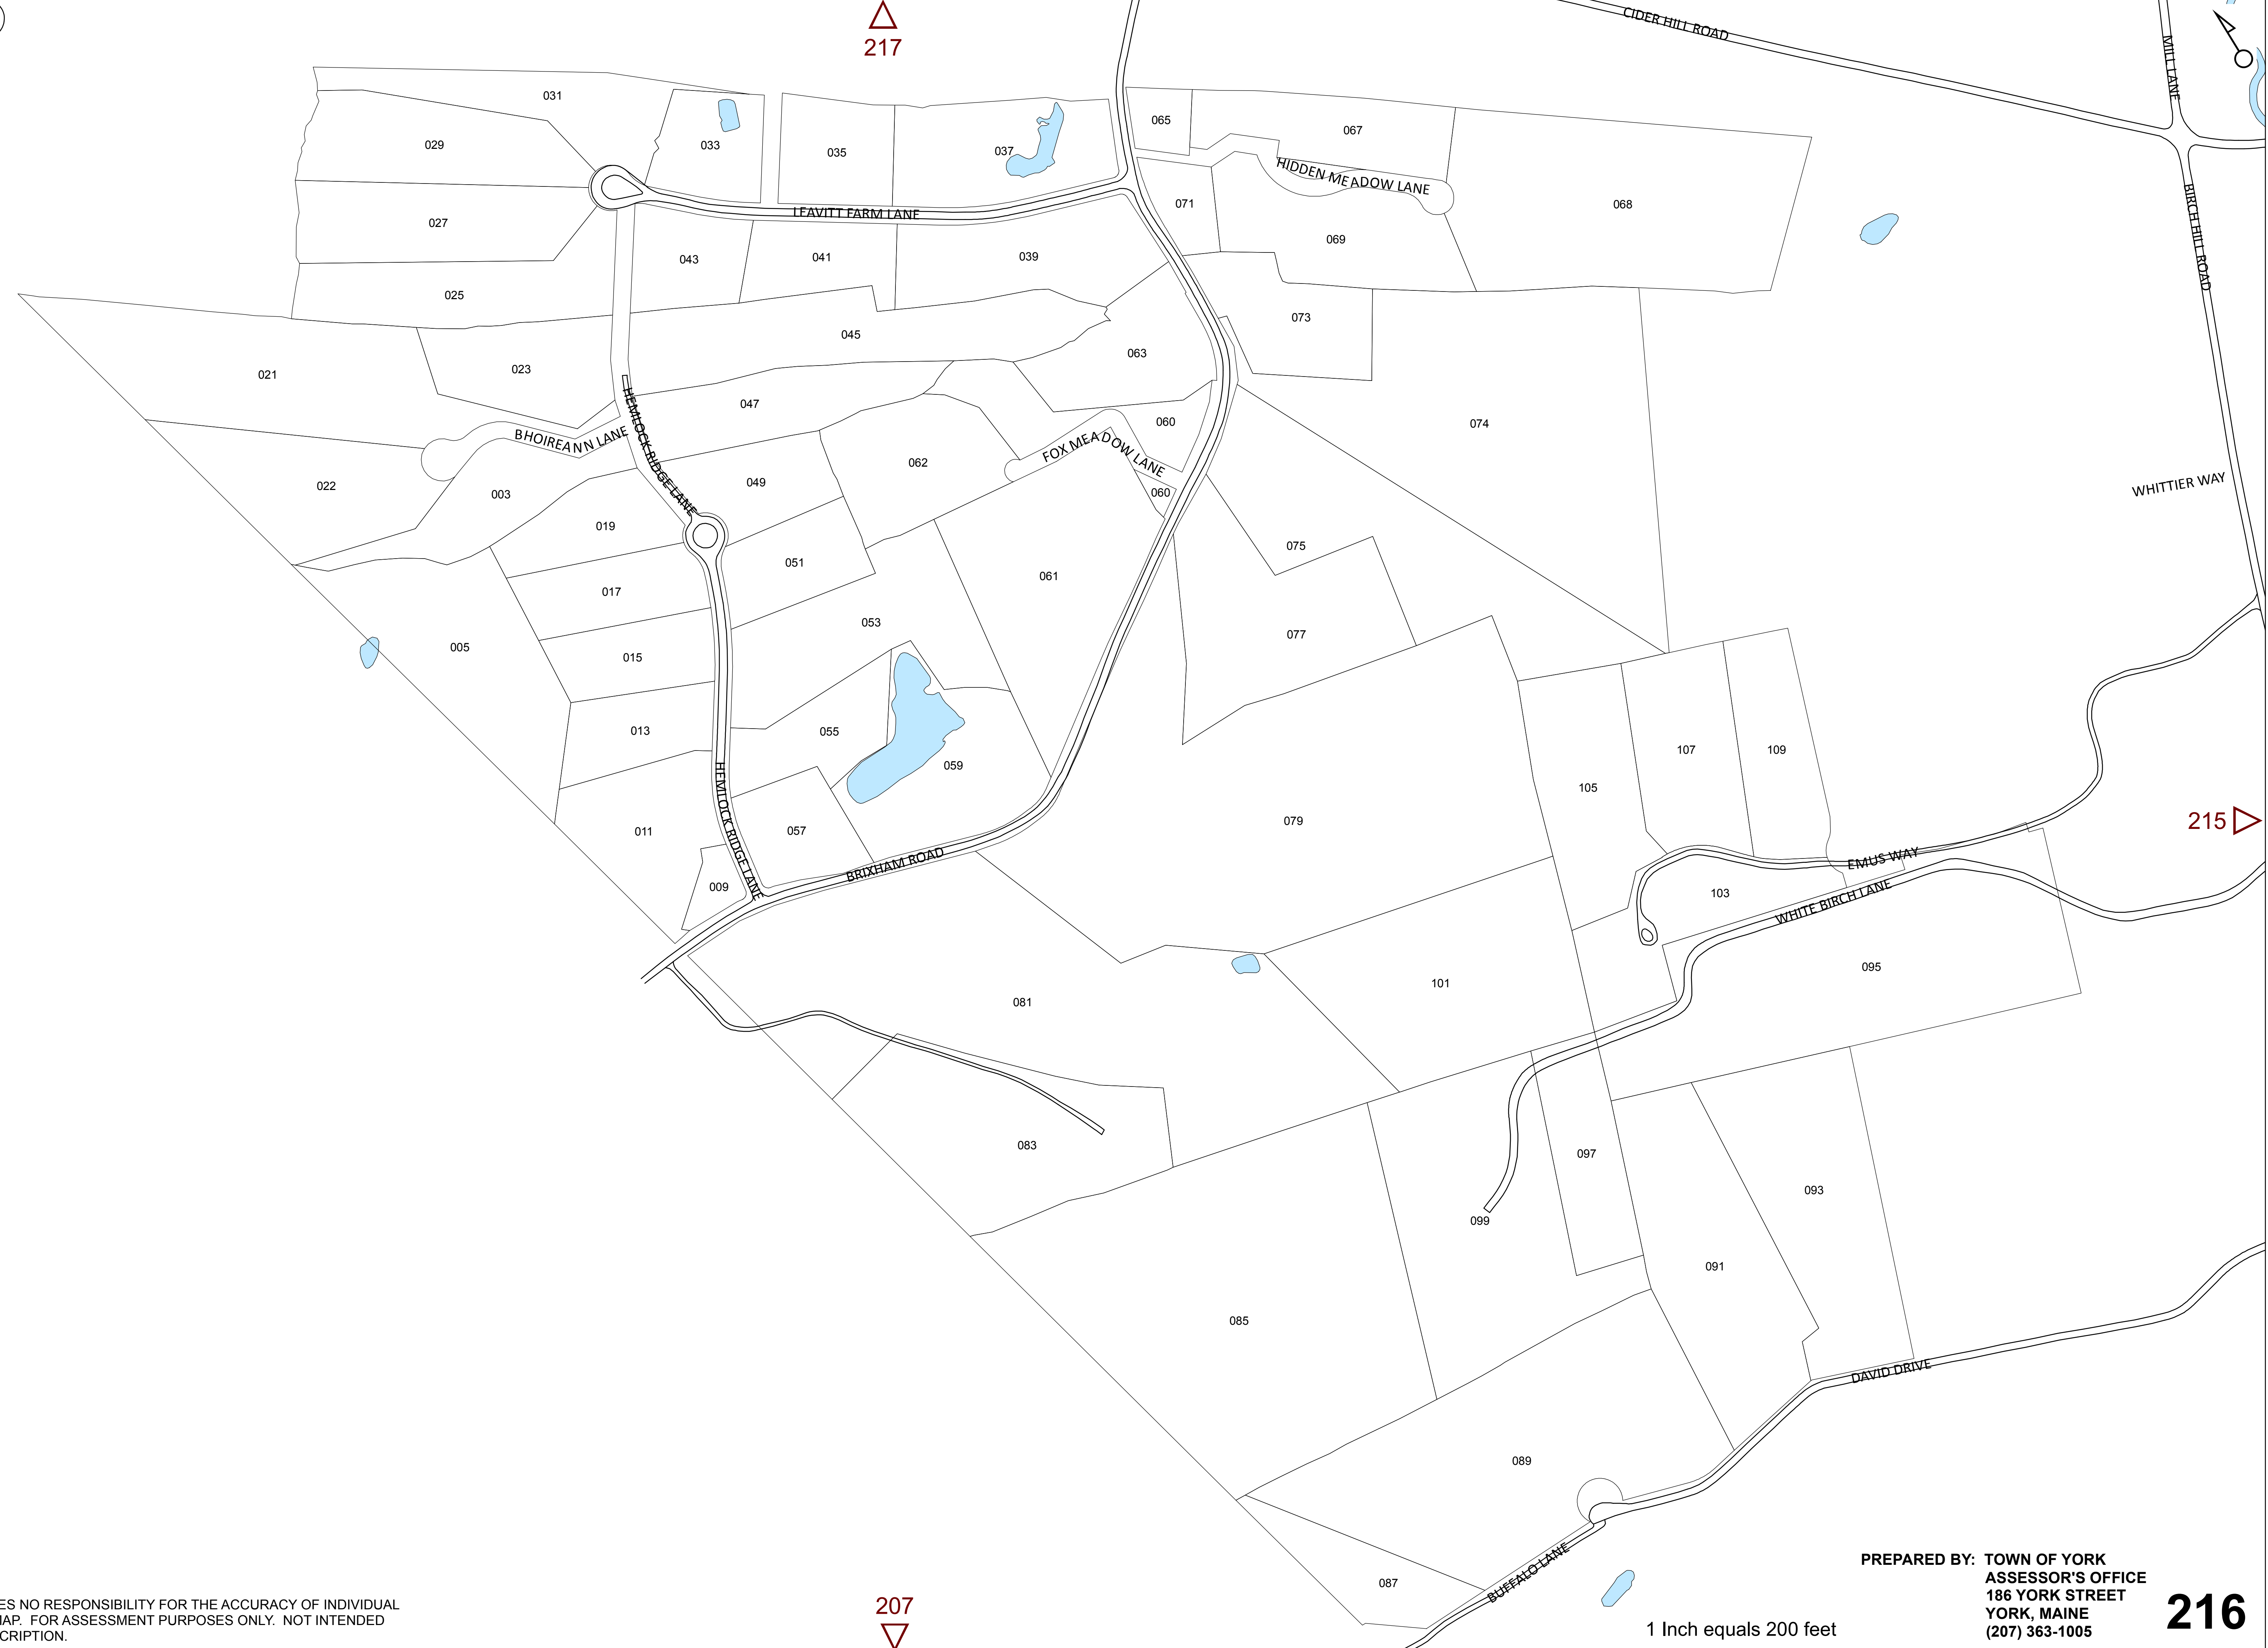 217
CIDER HILL ROAD
MILL LANE
031
065
067
029
033
035
037
HIDDEN MEADOW LANE
071
068
LEAVITT FARM LANE
BIRCH HILL ROAD
027
069
043
041
039
025
073
045
063
021
023
HEMLOCK RIDGE LANE
047
060
074
BHOIREANN LANE
FOX MEADOW LANE
062
049
WHITTIER WAY
022
003
060
019
075
051
061
017
053
077
005
015
013
055
107
109
059
105
HEMLOCK RIDGE LANE
079
215
011
057
BRIXHAM ROAD
EMUS WAY
009
103
WHITE BIRCH LANE
095
101
081
083
097
093
099
091
085
DAVID DRIVE
089
BUFFALO LANE
087
ES NO RESPONSIBILITY FOR THE ACCURACY OF INDIVIDUAL
MAP. FOR ASSESSMENT PURPOSES ONLY. NOT INTENDED
CRIPTION.
207
1 Inch equals 200 feet
PREPARED BY: TOWN OF YORK
ASSESSOR'S OFFICE
186 YORK STREET
YORK, MAINE
(207) 363-1005
216